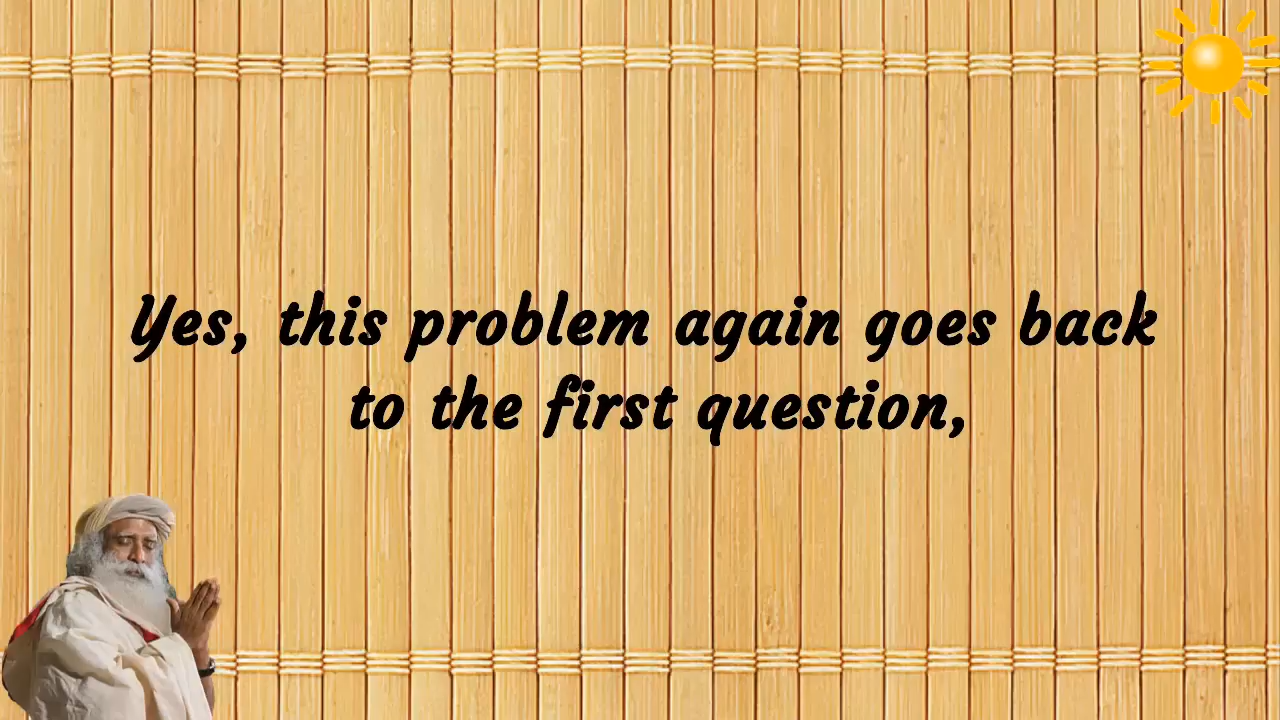 Yes, this problem again goes back
to the first question,